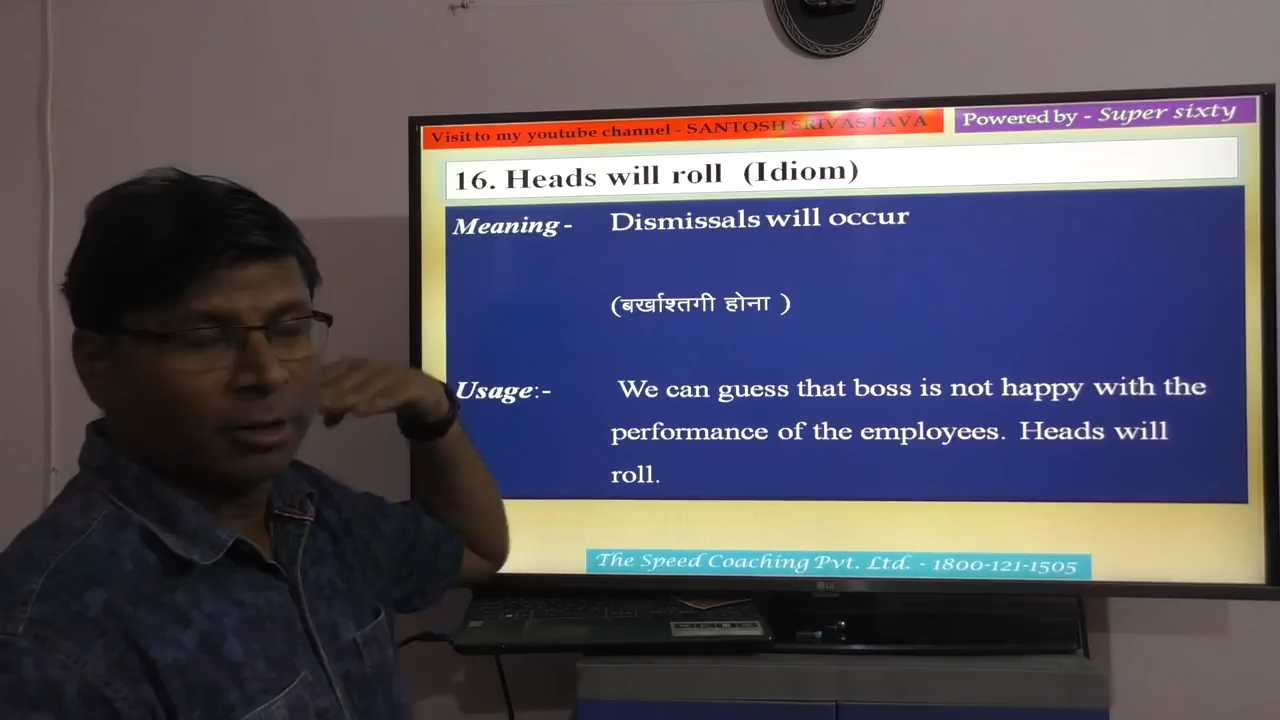 Visit to my youtube channel - SANTOSH SRIVASTAVA
Powered by - Super sixty
16. Heads will roll (Idiom)
Meaning - Dismissals will occur
(बर्खाश्तगी होना )
Usage:- We can guess that boss is not happy with the
performance of the employees. Heads will
roll.
The Speed Coaching Pvt. Ltd. - 1800-121-1505
LG